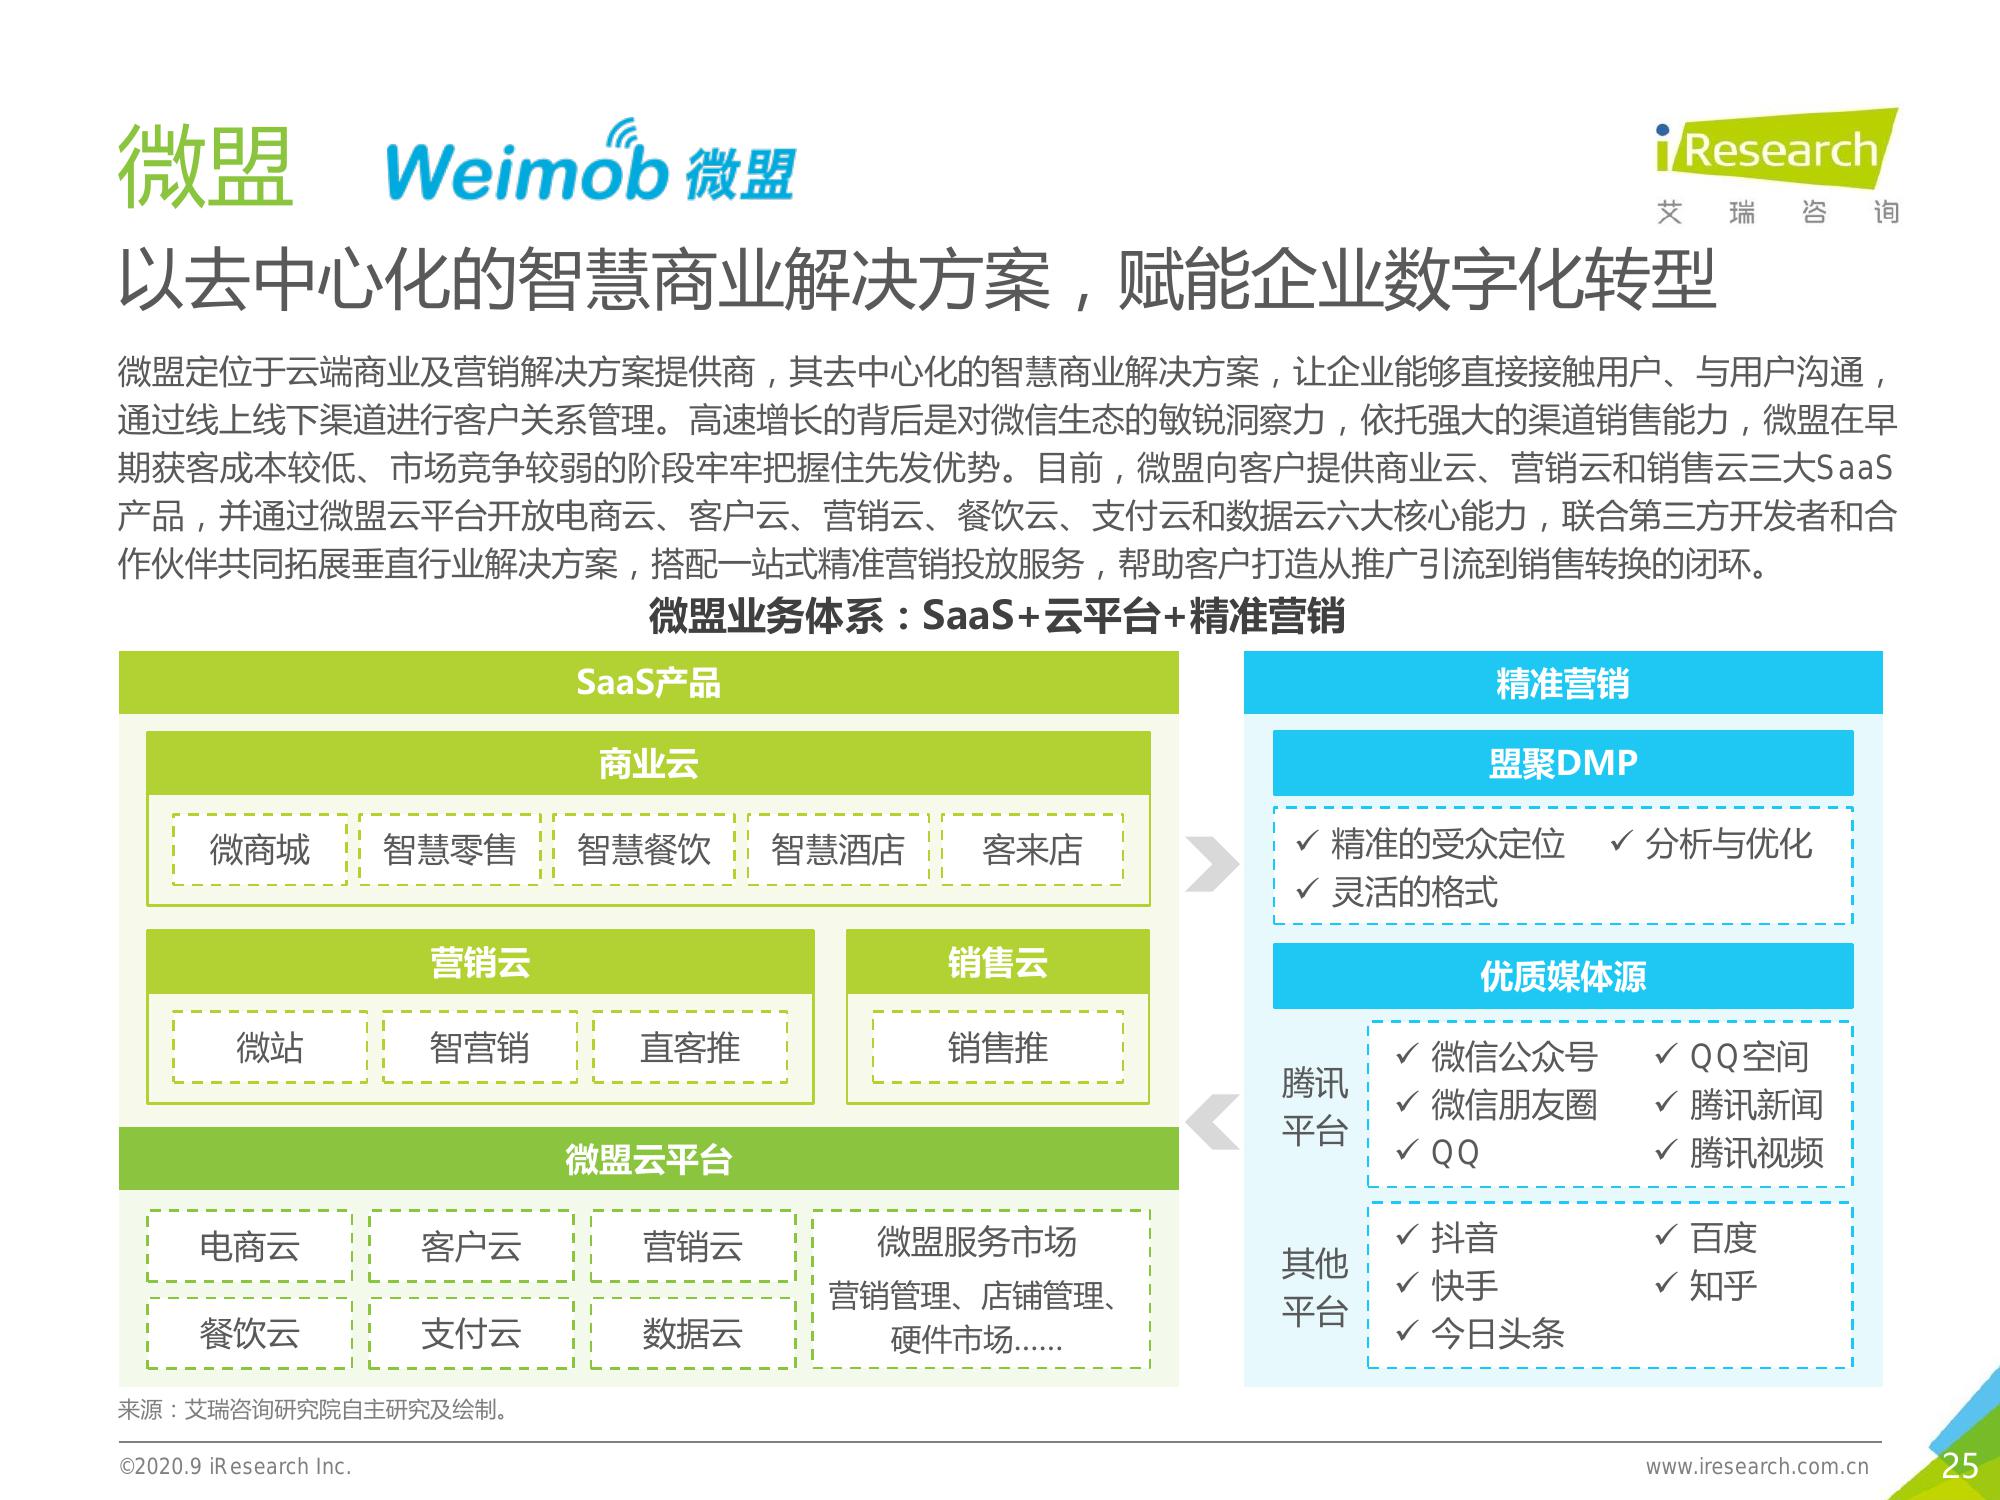 微盟
Weimob 微盟
iResearch
艾瑞咨询
以去中心化的智慧商业解决方案，赋能企业数字化转型
微盟定位于云端商业及营销解决方案提供商，其去中心化的智慧商业解决方案，让企业能够直接接触用户、与用户沟通，
通过线上线下渠道进行客户关系管理。高速增长的背后是对微信生态的敏锐洞察力，依托强大的渠道销售能力，微盟在早
期获客成本较低、市场竞争较弱的阶段牢牢把握住先发优势。目前，微盟向客户提供商业云、营销云和销售云三大SaaS
产品，并通过微盟云平台开放电商云、客户云、营销云、餐饮云、支付云和数据云六大核心能力，联合第三方开发者和合
作伙伴共同拓展垂直行业解决方案，搭配一站式精准营销投放服务，帮助客户打造从推广引流到销售转换的闭环。
微盟业务体系：SaaS+云平台+精准营销
SaaS产品
商业云
微商城 智慧零售 智慧餐饮 智慧酒店 客来店
营销云
微站 智营销 直客推
销售云
销售推
微盟云平台
电商云 客户云 营销云
餐饮云 支付云 数据云
微盟服务市场
营销管理、店铺管理、
硬件市场……
精准营销
盟聚DMP
✓ 精准的受众定位 ✓ 分析与优化
✓ 灵活的格式
优质媒体源
腾讯
平台
✓ 微信公众号 ✓ QQ空间
✓ 微信朋友圈 ✓ 腾讯新闻
✓ QQ ✓ 腾讯视频
其他
平台
✓ 抖音 ✓ 百度
✓ 快手 ✓ 知乎
✓ 今日头条
来源：艾瑞咨询研究院自主研究及绘制。
©2020.9 iResearch Inc.
www.iresearch.com.cn
25